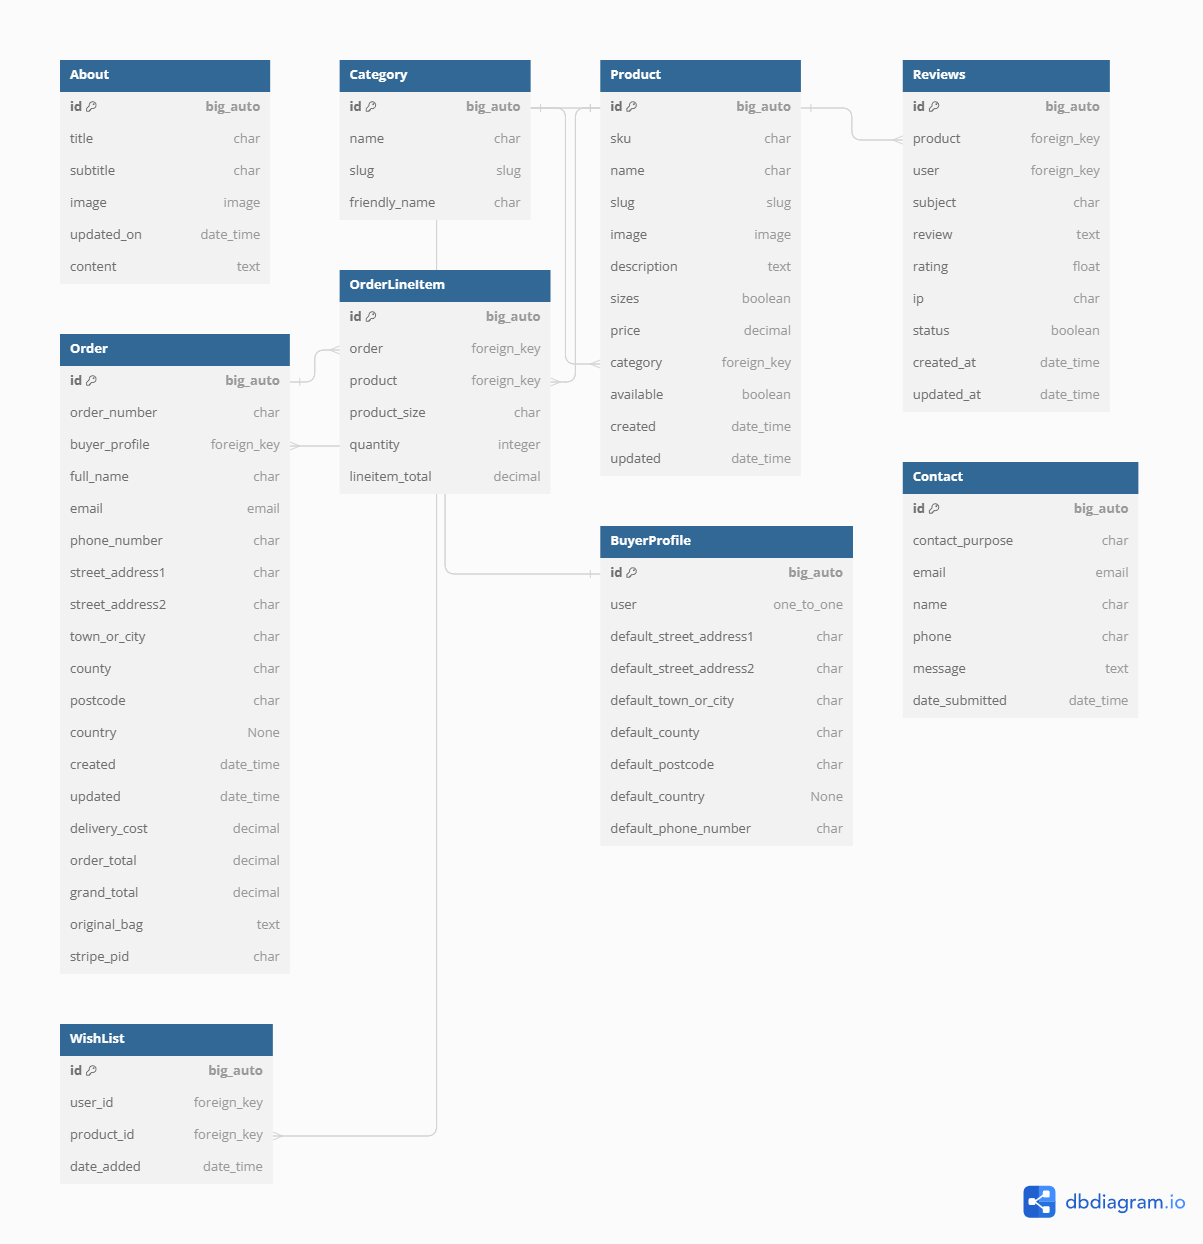 About
id big_auto
title char
subtitle char
image image
updated_on date_time
content text
Category
id big_auto
name char
slug slug
friendly_name char
Product
id big_auto
sku char
name char
slug slug
image image
description text
sizes boolean
price decimal
category foreign_key
available boolean
created date_time
updated date_time
Reviews
id big_auto
product foreign_key
user foreign_key
subject char
review text
rating float
ip char
status boolean
created_at date_time
updated_at date_time
OrderLineItem
id big_auto
order foreign_key
product foreign_key
product_size char
quantity integer
lineitem_total decimal
Order
id big_auto
order_number char
buyer_profile foreign_key
full_name char
email email
phone_number char
street_address1 char
street_address2 char
town_or_city char
county char
postcode char
country None
created date_time
updated date_time
delivery_cost decimal
order_total decimal
grand_total decimal
original_bag text
stripe_pid char
Contact
id big_auto
contact_purpose char
email email
name char
phone char
message text
date_submitted date_time
BuyerProfile
id big_auto
user one_to_one
default_street_address1 char
default_street_address2 char
default_town_or_city char
default_county char
default_postcode char
default_country None
default_phone_number char
WishList
id big_auto
user_id foreign_key
product_id foreign_key
date_added date_time
dbdiagram.io